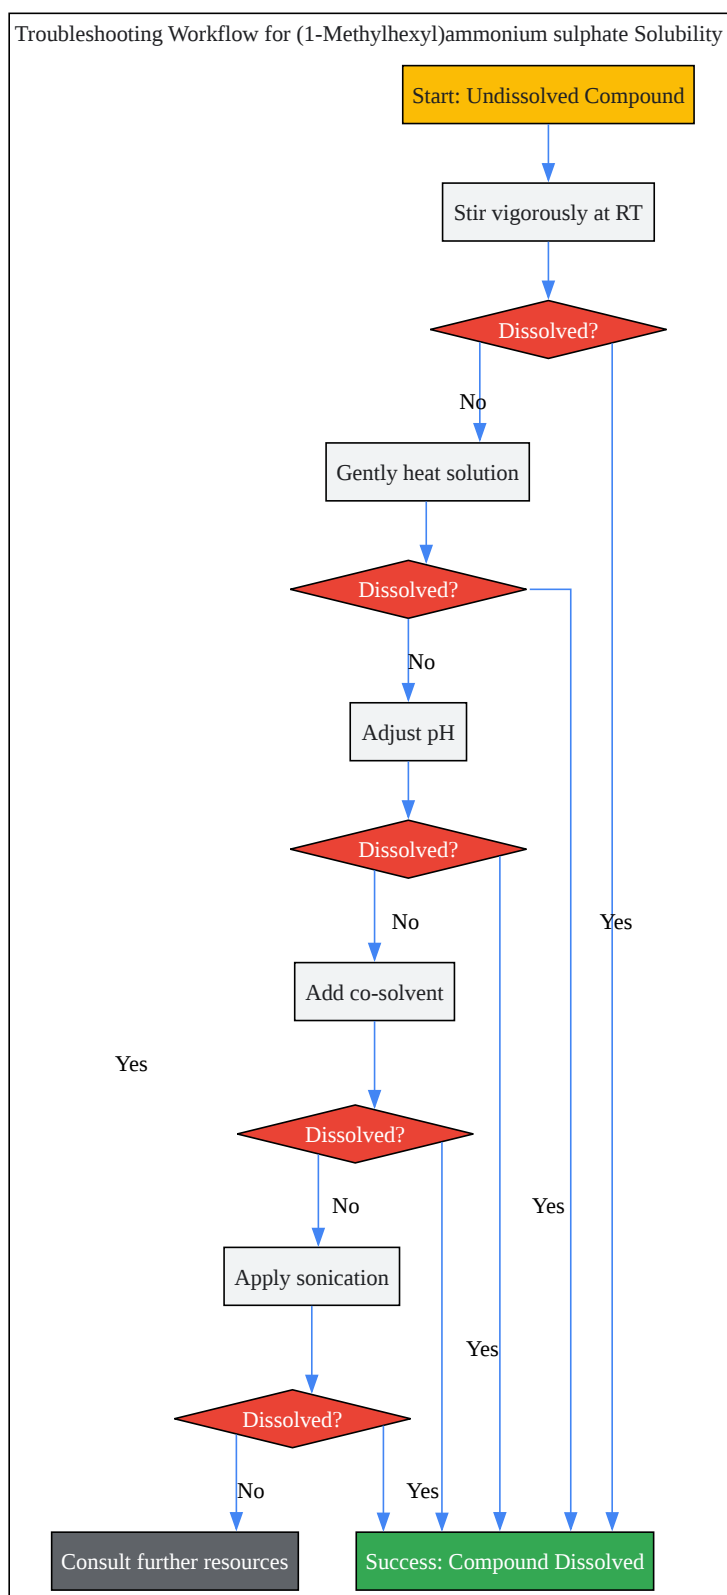 Troubleshooting Workflow for (1-Methylhexyl)ammonium sulphate Solubility
Start: Undissolved Compound
Stir vigorously at RT
Dissolved?
No
Gently heat solution
Dissolved?
No
Adjust pH
Dissolved?
No
Yes
Add co-solvent
Yes
Dissolved?
No
Yes
Apply sonication
Yes
Dissolved?
No
Yes
Consult further resources
Success: Compound Dissolved